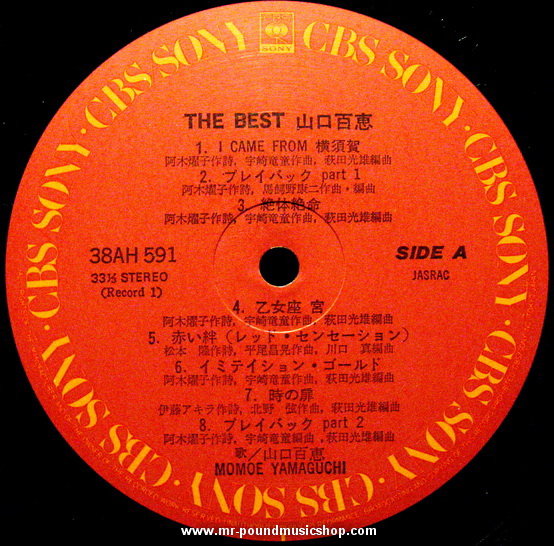 CBS SONY · CBS SONY · CBS SONY · CBS SONY · CBS SONY · CBS SONY · CBS SONY
SONY
THE BEST 山口百恵
1. I CAME FROM 横須賀
阿木燿子作詩, 宇崎竜童作曲, 萩田光雄編曲
2. プレイバック part 1
阿木燿子作詩, 馬飼野康二作曲・編曲
3. 絶体絶命
阿木燿子作詩, 宇崎竜童作曲, 萩田光雄編曲
38AH 591
33⅓ STEREO
(Record 1)
SIDE A
JASRAC
4. 乙女座 宮
阿木燿子作詩, 宇崎竜童作曲, 萩田光雄編曲
5. 赤い絆 (レッド・センセーション)
松本 隆作詩, 平尾昌晃作曲, 川口 真編曲
6. イミテイション・ゴールド
阿木燿子作詩, 宇崎竜童作曲, 萩田光雄編曲
7. 時の扉
伊藤アキラ作詩, 北野 弦作曲, 萩田光雄編曲
8. プレイバック part 2
阿木燿子作詩, 宇崎竜童編曲, 萩田光雄編曲
歌/山口百恵
MOMOE YAMAGUCHI
www.mr-poundmusicshop.com